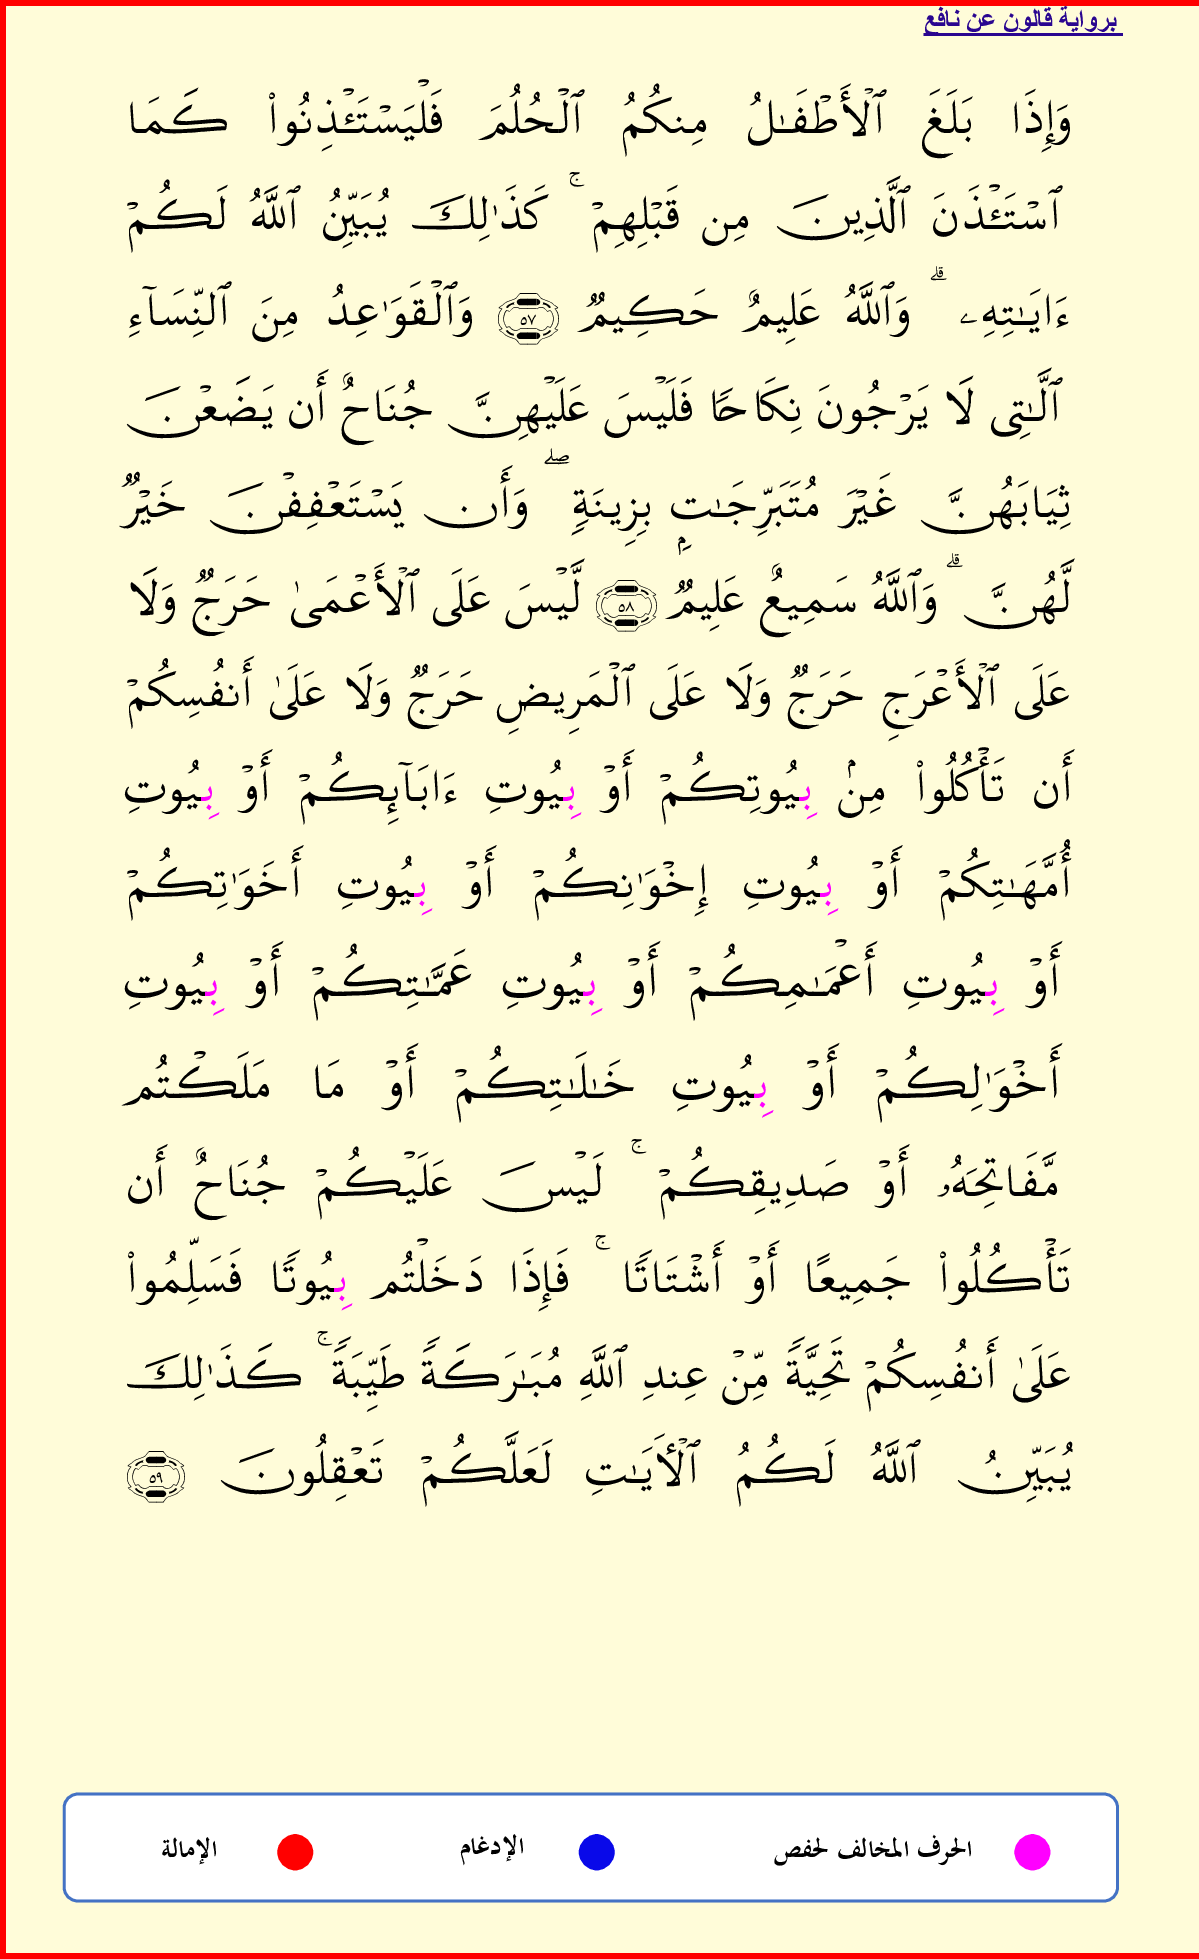 برواية قالون عن نافع
وَإِذَا بَلَغَ ٱلْأَطْفَـٰلُ مِنكُمُ ٱلْحُلُمَ فَلْيَسْتَـْٔذِنُوا۟ كَمَا
ٱسْتَـْٔذَنَ ٱلَّذِينَ مِن قَبْلِهِمْ ۚ كَذَٰلِكَ يُبَيِّنُ ٱللَّهُ لَكُمْ
ءَايَـٰتِهِۦ ۗ وَٱللَّهُ عَلِيمٌ حَكِيمٌ ٥٧ وَٱلْقَوَٰعِدُ مِنَ ٱلنِّسَآءِ
ٱلَّـٰتِى لَا يَرْجُونَ نِكَاحًا فَلَيْسَ عَلَيْهِنَّ جُنَاحٌ أَن يَضَعْنَ
ثِيَابَهُنَّ غَيْرَ مُتَبَرِّجَـٰتٍۭ بِزِينَةٍ ۖ وَأَن يَسْتَعْفِفْنَ خَيْرٌ
لَّهُنَّ ۗ وَٱللَّهُ سَمِيعٌ عَلِيمٌ ٥٨ لَّيْسَ عَلَى ٱلْأَعْمَىٰ حَرَجٌ وَلَا
عَلَى ٱلْأَعْرَجِ حَرَجٌ وَلَا عَلَى ٱلْمَرِيضِ حَرَجٌ وَلَا عَلَىٰ أَنفُسِكُمْ
أَن تَأْكُلُوا۟ مِنۢ بِيُوتِكُمْ أَوْ بِيُوتِ ءَابَآئِكُمْ أَوْ بِيُوتِ
أُمَّهَـٰتِكُمْ أَوْ بِيُوتِ إِخْوَٰنِكُمْ أَوْ بِيُوتِ أَخَوَٰتِكُمْ
أَوْ بِيُوتِ أَعْمَـٰمِكُمْ أَوْ بِيُوتِ عَمَّـٰتِكُمْ أَوْ بِيُوتِ
أَخْوَٰلِكُمْ أَوْ بِيُوتِ خَـٰلَـٰتِكُمْ أَوْ مَا مَلَكْتُم
مَّفَاتِحَهُۥ أَوْ صَدِيقِكُمْ ۚ لَيْسَ عَلَيْكُمْ جُنَاحٌ أَن
تَأْكُلُوا۟ جَمِيعًا أَوْ أَشْتَاتًا ۚ فَإِذَا دَخَلْتُم بِيُوتًا فَسَلِّمُوا۟
عَلَىٰ أَنفُسِكُمْ تَحِيَّةً مِّنْ عِندِ ٱللَّهِ مُبَـٰرَكَةً طَيِّبَةً ۚ كَذَٰلِكَ
يُبَيِّنُ ٱللَّهُ لَكُمُ ٱلْأَيَـٰتِ لَعَلَّكُمْ تَعْقِلُونَ ٥٩
الحرف المخالف لحفص الإدغام الإمالة